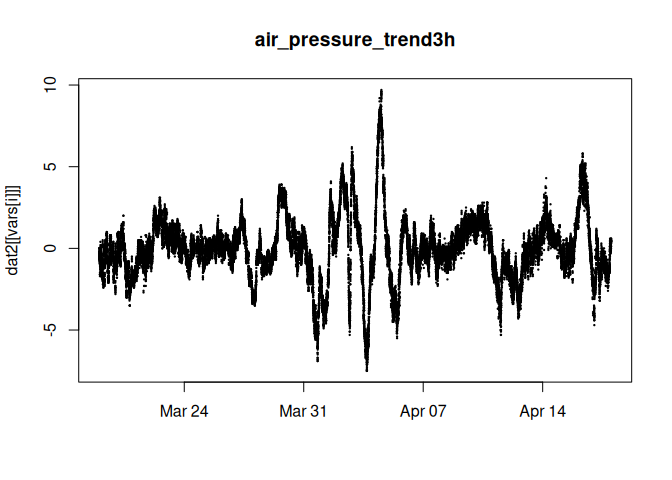 air_pressure_trend3h
dat2[[vars[i]]]
10
5
0
-5
Mar 24
Mar 31
Apr 07
Apr 14